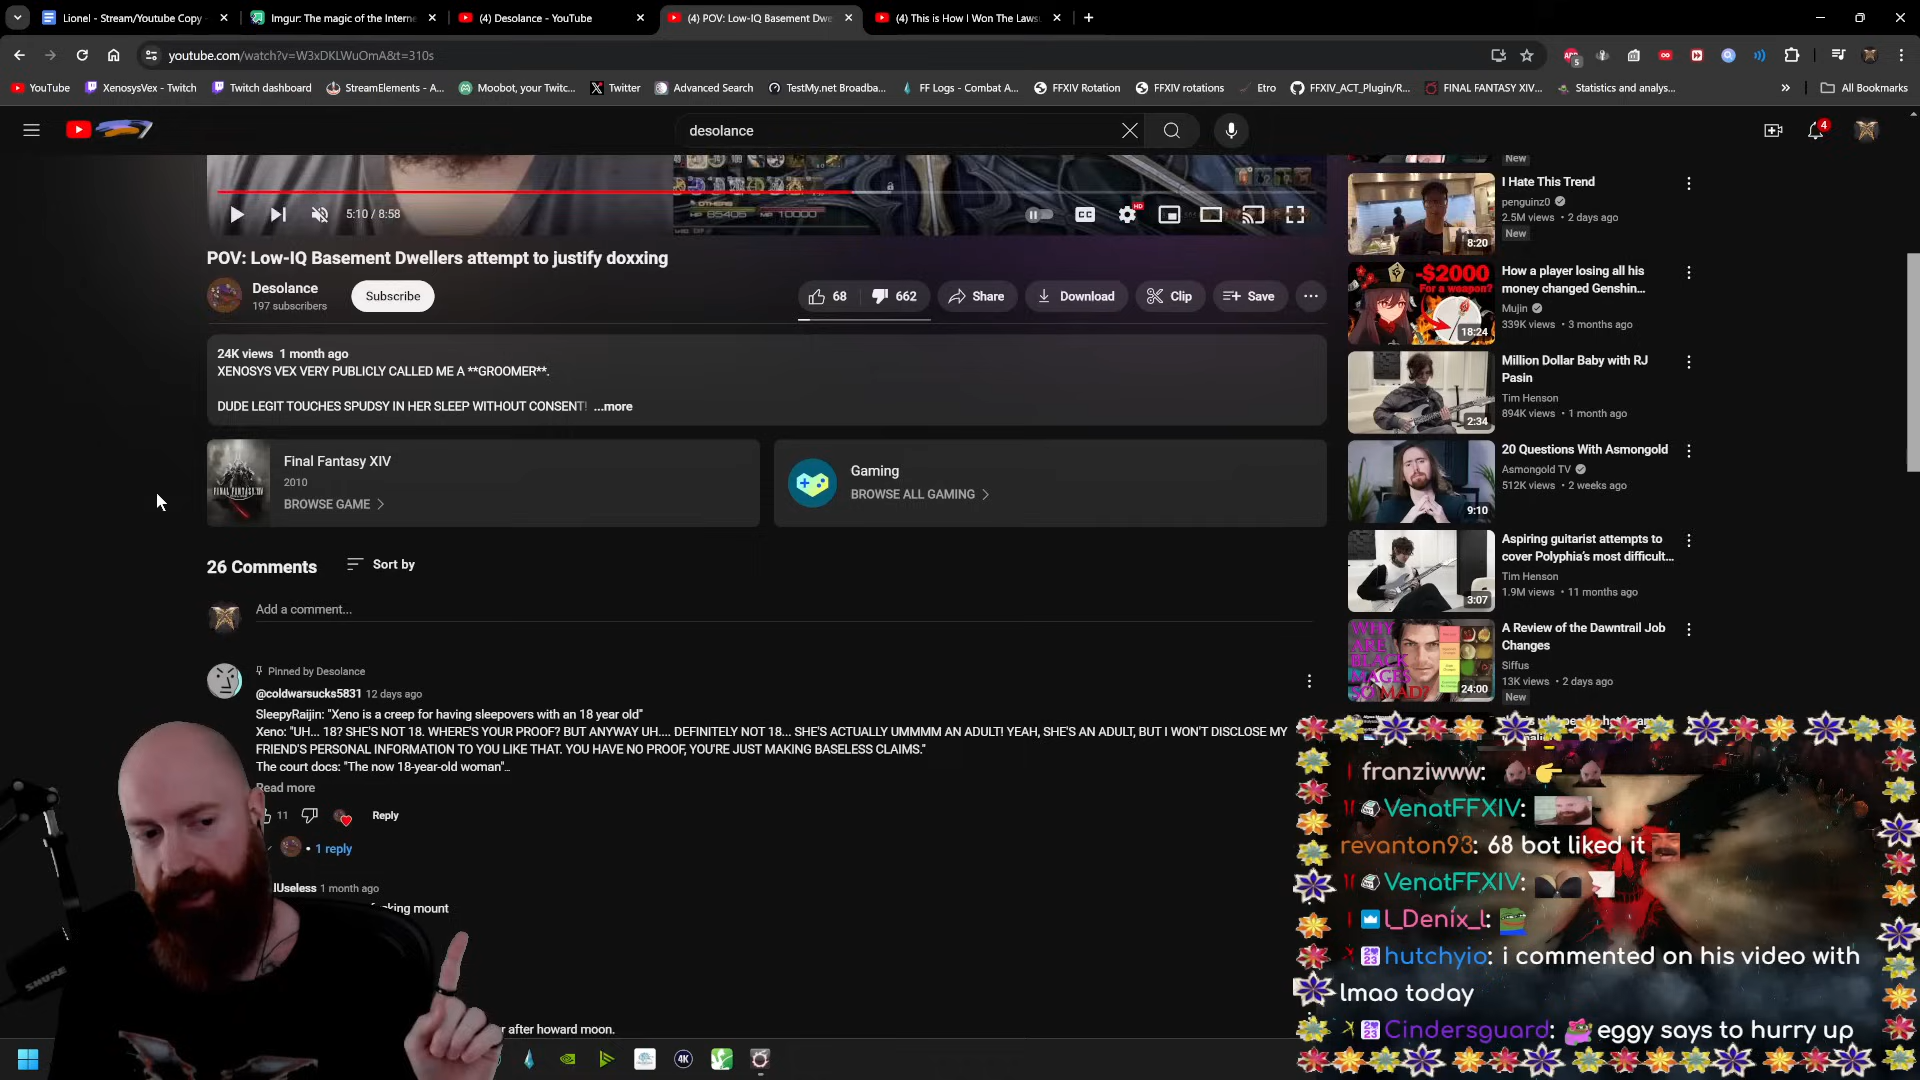 Lionel - Stream/Youtube Copy
Imgur: The magic of the Interne
(4) Desolance - YouTube
(4) POV: Low-IQ Basement Dwe
(4) This is How I Won The Laws
youtube.com/watch?v=W3xDKLWuOmA&t=310s
5
YouTube
XenosysVex - Twitch
Twitch dashboard
StreamElements - A...
Moobot, your Twitc...
Twitter
Advanced Search
TestMy.net Broadba...
FF Logs - Combat A...
FFXIV Rotation
FFXIV rotations
Etro
FFXIV_ACT_Plugin/R...
FINAL FANTASY XIV...
Statistics and analys...
All Bookmarks
desolance
4
5:10 / 8:58
CC
HD
POV: Low-IQ Basement Dwellers attempt to justify doxxing
Desolance
197 subscribers
Subscribe
68
662
Share
Download
Clip
Save
24K views 1 month ago
XENOSYS VEX VERY PUBLICLY CALLED ME A **GROOMER**.
DUDE LEGIT TOUCHES SPUDSY IN HER SLEEP WITHOUT CONSENT! ...more
Final Fantasy XIV
2010
BROWSE GAME
Gaming
BROWSE ALL GAMING
26 Comments
Sort by
Add a comment...
Pinned by Desolance
@coldwarsucks5831 12 days ago
SleepyRaijin: "Xeno is a creep for having sleepovers with an 18 year old"
Xeno: "UH... 18? SHE'S NOT 18. WHERE'S YOUR PROOF? BUT ANYWAY UH.... DEFINITELY NOT 18... SHE'S ACTUALLY UMMMM AN ADULT! YEAH, SHE'S AN ADULT, BUT I WON'T DISCLOSE MY
FRIEND'S PERSONAL INFORMATION TO YOU LIKE THAT. YOU HAVE NO PROOF, YOU'RE JUST MAKING BASELESS CLAIMS."
The court docs: "The now 18-year-old woman"...
Read more
11
Reply
1 reply
lUseless 1 month ago
mount
after howard moon.
SHURE
New
I Hate This Trend
penguinz0
2.5M views • 2 days ago
New
8:20
-$2000
For a weapon?
18:24
How a player losing all his
money changed Genshin...
Mujin
339K views • 3 months ago
Million Dollar Baby with RJ
Pasin
Tim Henson
894K views • 1 month ago
2:34
20 Questions With Asmongold
Asmongold TV
512K views • 2 weeks ago
9:10
Aspiring guitarist attempts to
cover Polyphia's most difficult...
Tim Henson
1.9M views • 11 months ago
3:07
WHY
ARE
BLACK
MAGES
SO MAD?
24:00
A Review of the Dawntrail Job
Changes
Siffus
13K views • 2 days ago
New
franziwww:
VenatFFXIV:
revanton93: 68 bot liked it
VenatFFXIV:
l_Denix_l:
hutchyio: i commented on his video with
lmao today
Cindersguard: eggy says to hurry up
4K